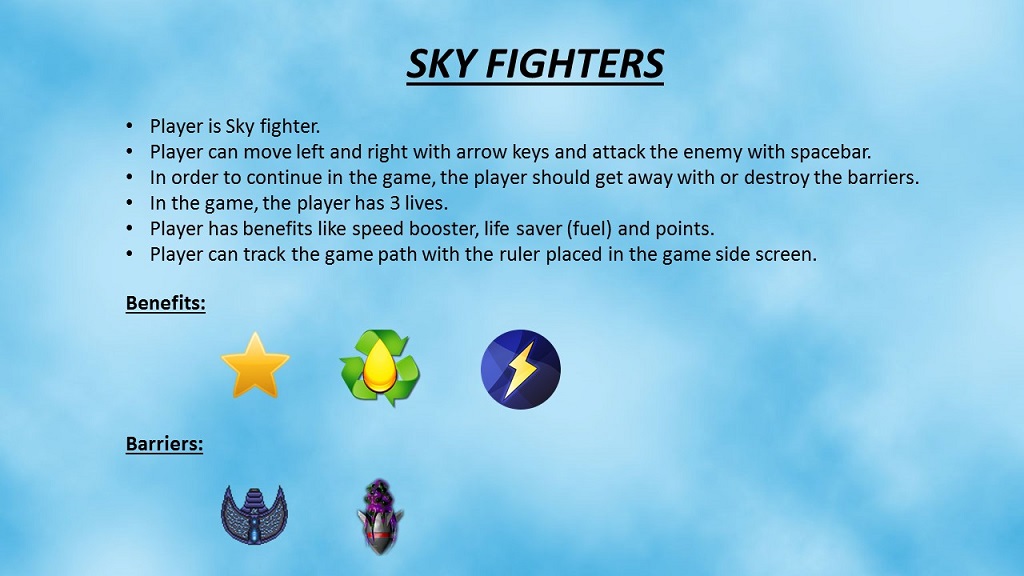 SKY FIGHTERS
• Player is Sky fighter.
• Player can move left and right with arrow keys and attack the enemy with spacebar.
• In order to continue in the game, the player should get away with or destroy the barriers.
• In the game, the player has 3 lives.
• Player has benefits like speed booster, life saver (fuel) and points.
• Player can track the game path with the ruler placed in the game side screen.
Benefits:
Barriers: